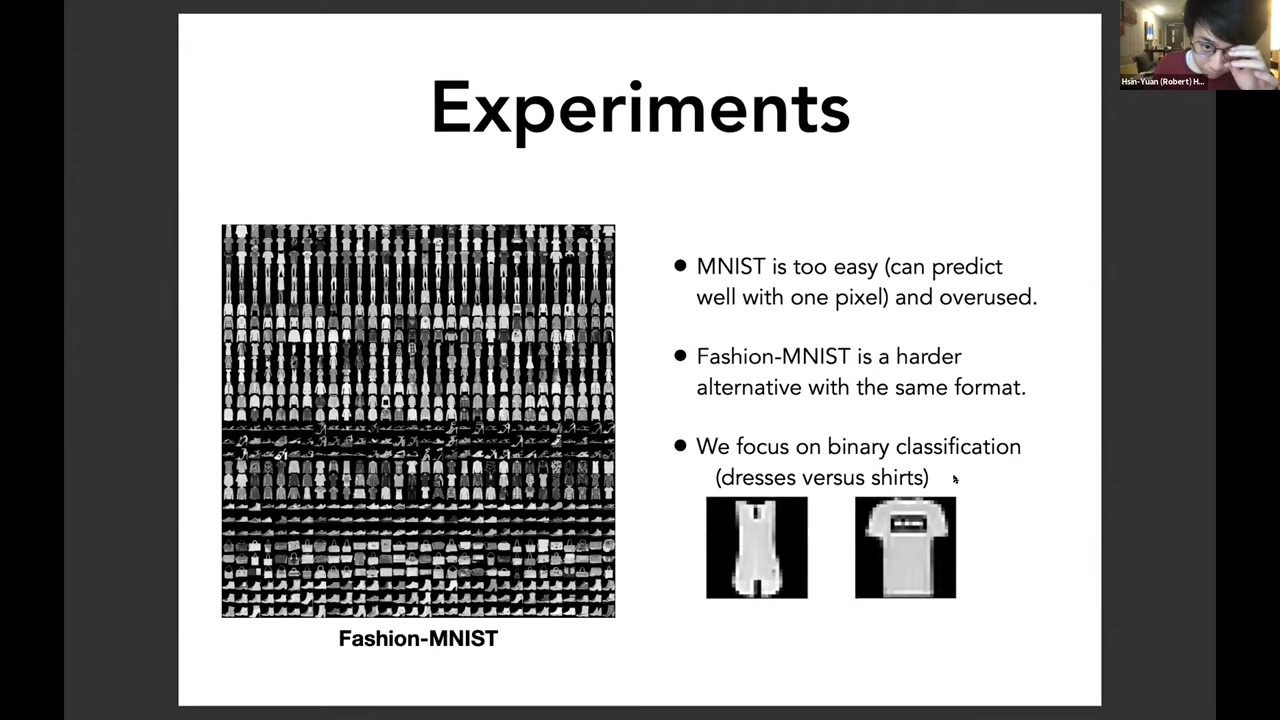 Experiments
MNIST is too easy (can predict
well with one pixel) and overused.
Fashion-MNIST is a harder
alternative with the same format.
We focus on binary classification
(dresses versus shirts)
Fashion-MNIST
Hsin-Yuan (Robert) H...